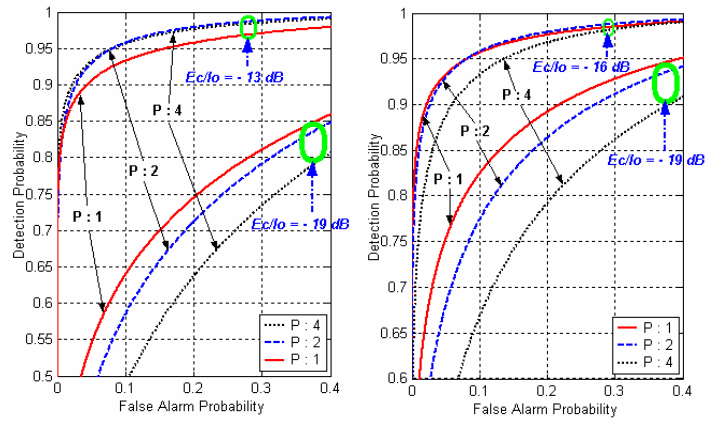 1
0.95
0.9
0.85
0.8
0.75
0.7
0.65
0.6
0.55
0.5
Detection Probability
0
0.1
0.2
0.3
0.4
False Alarm Probability
Ec/Io = - 13 dB
P : 4
P : 2
P : 1
Ec/Io = - 19 dB
P : 4
P : 2
P : 1
1
0.95
0.9
0.85
0.8
0.75
0.7
0.65
0.6
Detection Probability
0
0.1
0.2
0.3
0.4
False Alarm Probability
Ec/Io = - 16 dB
P : 4
P : 2
P : 1
Ec/Io = - 19 dB
P : 1
P : 2
P : 4